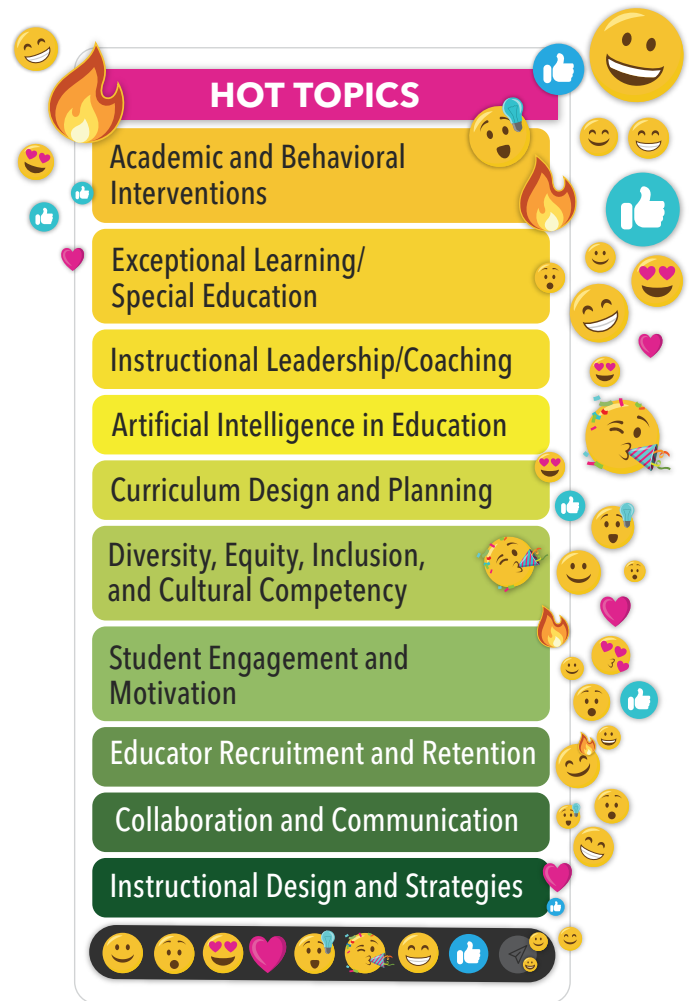 HOT TOPICS
Academic and Behavioral
Interventions
Exceptional Learning/
Special Education
Instructional Leadership/Coaching
Artificial Intelligence in Education
Curriculum Design and Planning
Diversity, Equity, Inclusion,
and Cultural Competency
Student Engagement and
Motivation
Educator Recruitment and Retention
Collaboration and Communication
Instructional Design and Strategies